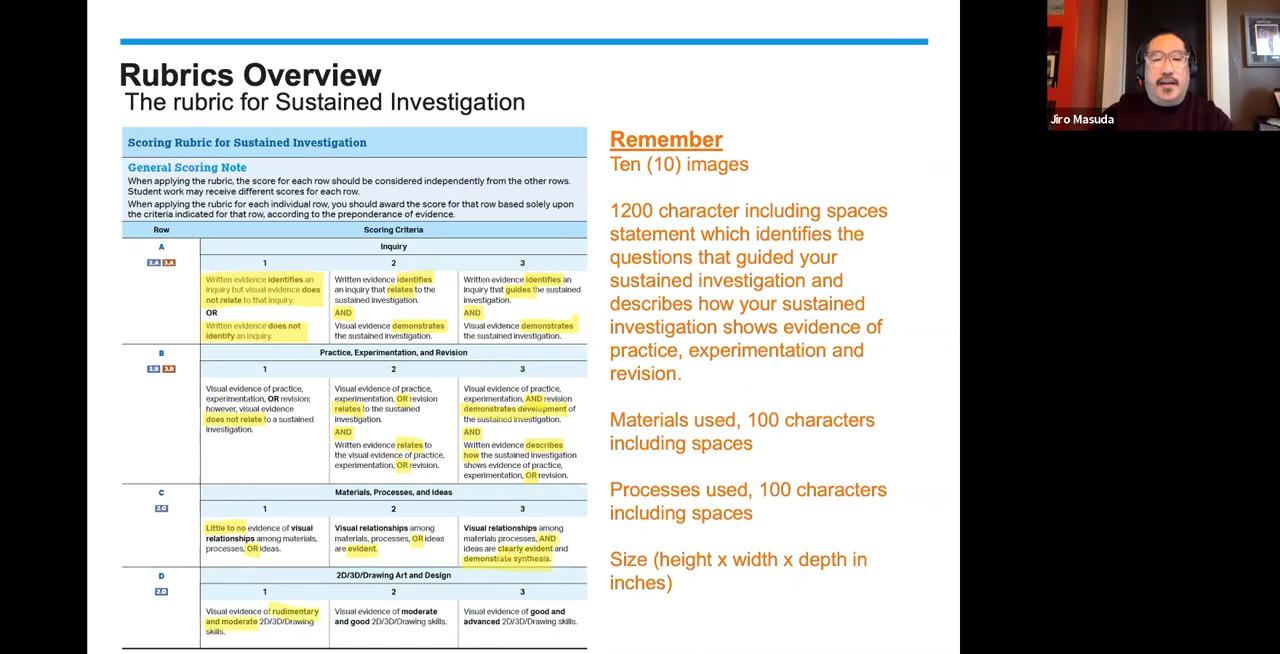 Rubrics Overview
The rubric for Sustained Investigation
Scoring Rubric for Sustained Investigation
General Scoring Note
When applying the rubric, the score for each row should be considered independently from the other rows.
Student work may receive different scores for each row.
When applying the rubric for each individual row, you should award the score for that row based solely upon
the criteria indicated for that row, according to the preponderance of evidence.
Row Scoring Criteria
A Inquiry
2.A 3.A 1 2 3
Written evidence identifies an
inquiry but visual evidence does
not relate to that inquiry.
OR
Written evidence does not
identify an inquiry.
Written evidence identifies
an inquiry that relates to the
sustained investigation.
AND
Visual evidence demonstrates
the sustained investigation.
Written evidence identifies an
inquiry that guides the sustained
investigation.
AND
Visual evidence demonstrates
the sustained investigation.
B Practice, Experimentation, and Revision
2.B 3.B 1 2 3
Visual evidence of practice,
experimentation, OR revision;
however, visual evidence
does not relate to a sustained
investigation.
Visual evidence of practice,
experimentation, OR revision
relates to the sustained
investigation.
AND
Written evidence relates to
the visual evidence of practice,
experimentation, OR revision.
Visual evidence of practice,
experimentation, AND revision
demonstrates development of
the sustained investigation.
AND
Written evidence describes
how the sustained investigation
shows evidence of practice,
experimentation, OR revision.
C Materials, Processes, and Ideas
2.C 1 2 3
Little to no evidence of visual
relationships among materials,
processes, OR ideas.
Visual relationships among
materials, processes, OR ideas
are evident.
Visual relationships among
materials processes, AND
ideas are clearly evident and
demonstrate synthesis.
D 2D/3D/Drawing Art and Design
2.D 1 2 3
Visual evidence of rudimentary
and moderate 2D/3D/Drawing
skills.
Visual evidence of moderate
and good 2D/3D/Drawing skills.
Visual evidence of good and
advanced 2D/3D/Drawing skills.
Remember
Ten (10) images
1200 character including spaces
statement which identifies the
questions that guided your
sustained investigation and
describes how your sustained
investigation shows evidence of
practice, experimentation and
revision.
Materials used, 100 characters
including spaces
Processes used, 100 characters
including spaces
Size (height x width x depth in
inches)
Jiro Masuda